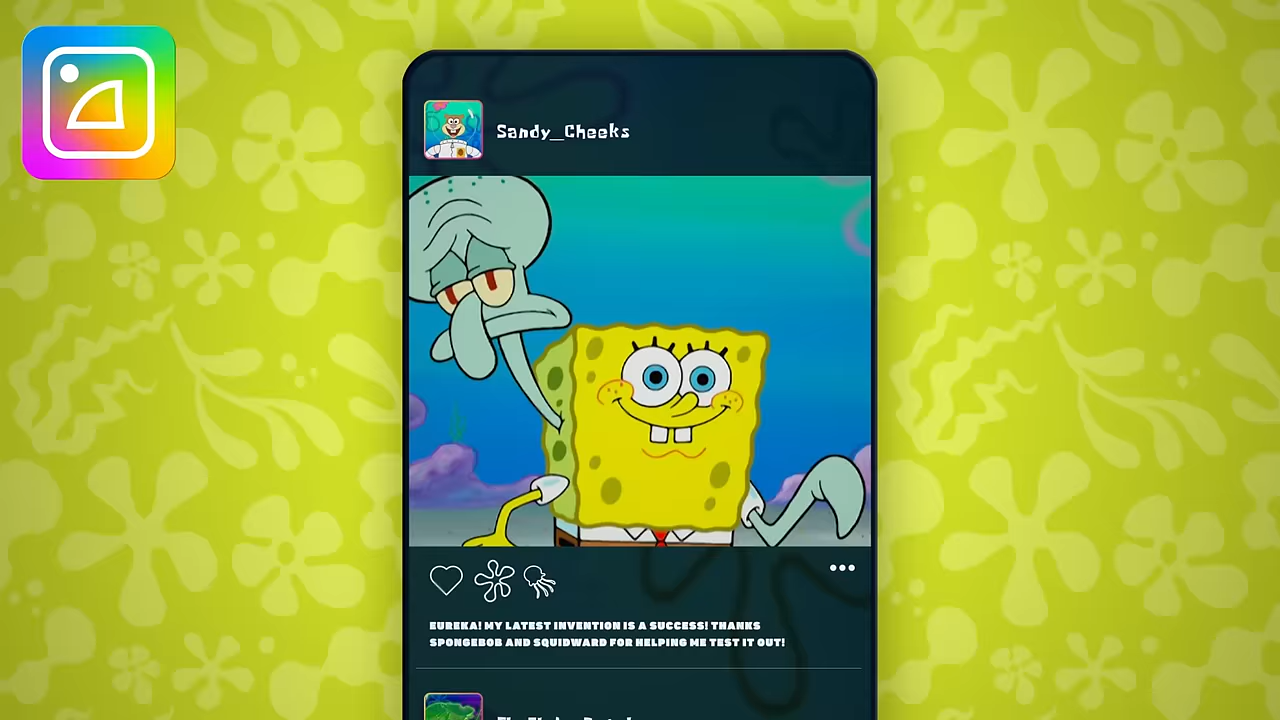 Sandy_Cheeks
EUREKA! MY LATEST INVENTION IS A SUCCESS! THANKS
SPONGEBOB AND SQUIDWARD FOR HELPING ME TEST IT OUT!